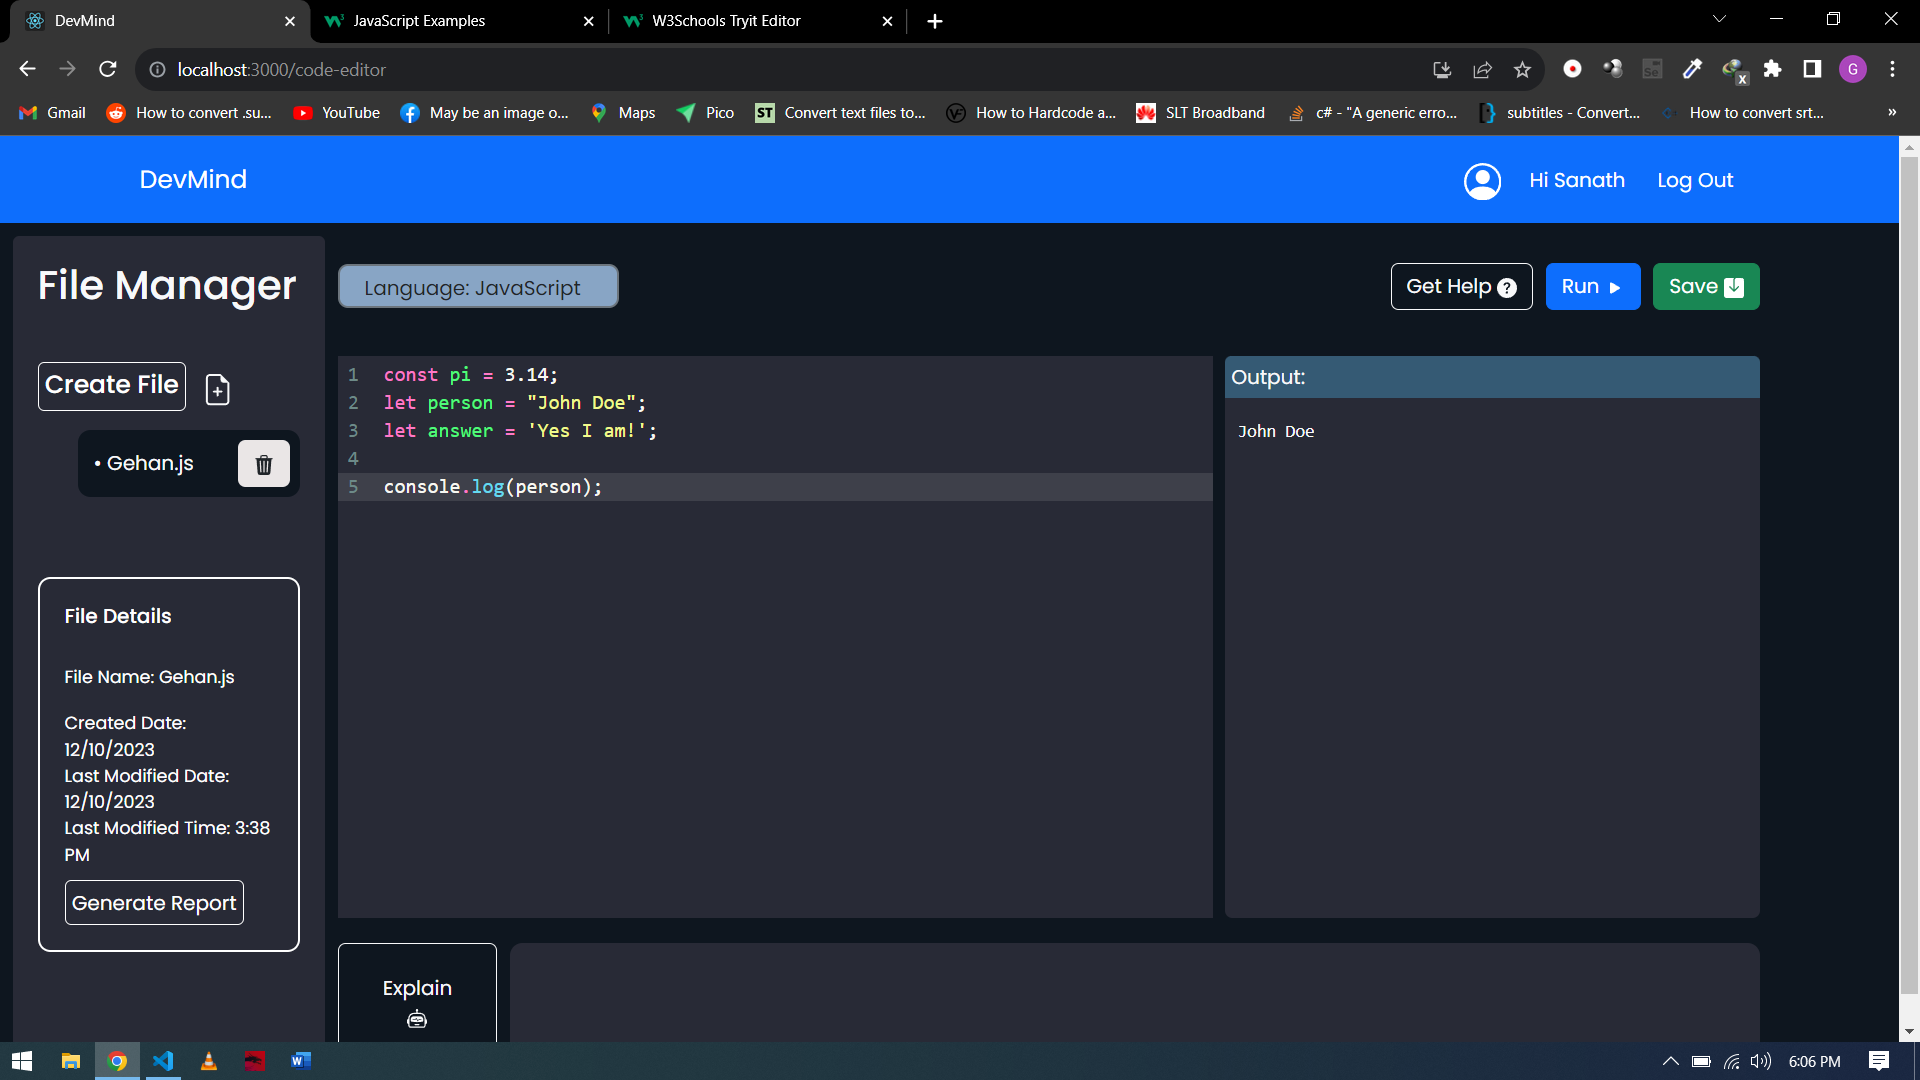 DevMind
JavaScript Examples
W3Schools Tryit Editor
localhost:3000/code-editor
G
Gmail
How to convert .su...
YouTube
May be an image o...
Maps
Pico
ST
Convert text files to...
How to Hardcode a...
SLT Broadband
c# - "A generic erro...
subtitles - Convert...
How to convert srt...
»
DevMind
Hi Sanath
Log Out
File Manager
Language: JavaScript
Get Help ?
Run
Save
Create File
• Gehan.js
1 const pi = 3.14;
2 let person = "John Doe";
3 let answer = 'Yes I am!';
4
5 console.log(person);
Output:
John Doe
File Details
File Name: Gehan.js
Created Date:
12/10/2023
Last Modified Date:
12/10/2023
Last Modified Time: 3:38
PM
Generate Report
Explain
6:06 PM